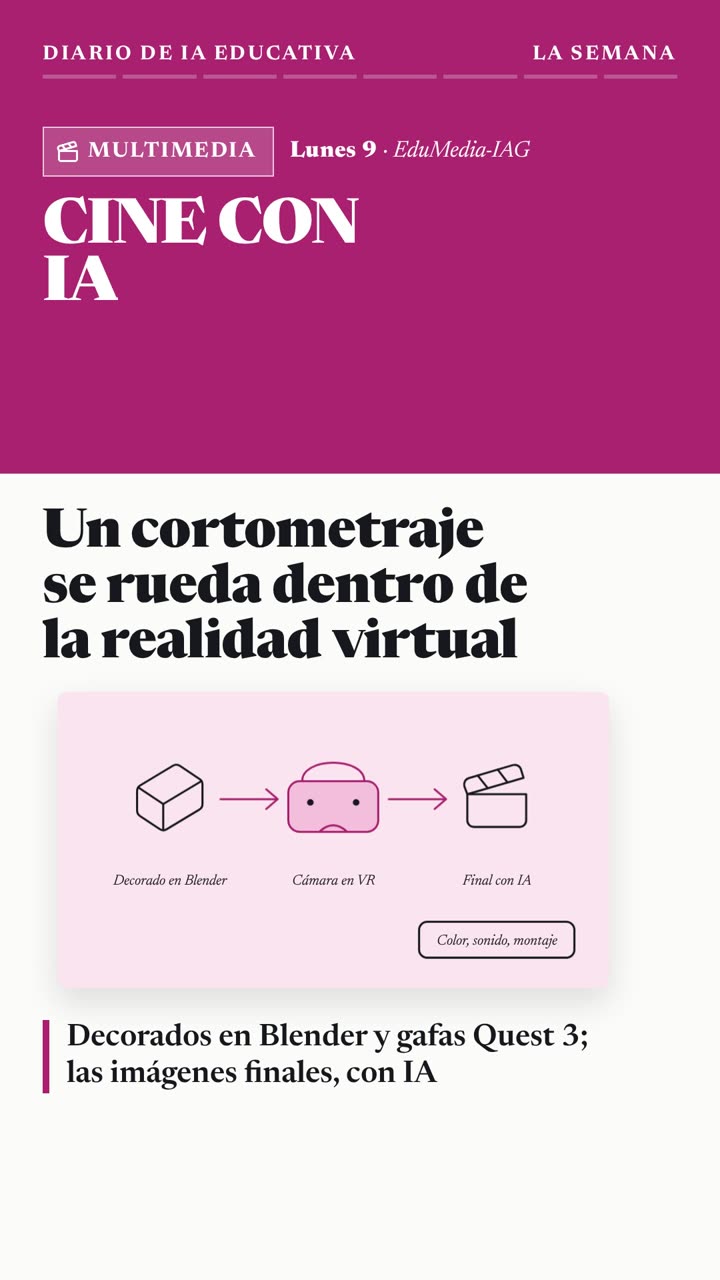 DIARIO DE IA EDUCATIVA
LA SEMANA
MULTIMEDIA
Lunes 9 · EduMedia-IAG
CINE CON
IA
Un cortometraje
se rueda dentro de
la realidad virtual
Decorado en Blender
Cámara en VR
Final con IA
Color, sonido, montaje
Decorados en Blender y gafas Quest 3;
las imágenes finales, con IA